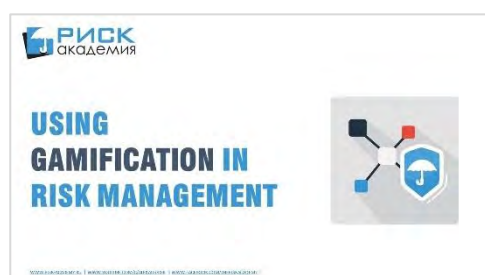 РИСК
академия
USING
GAMIFICATION IN
RISK MANAGEMENT